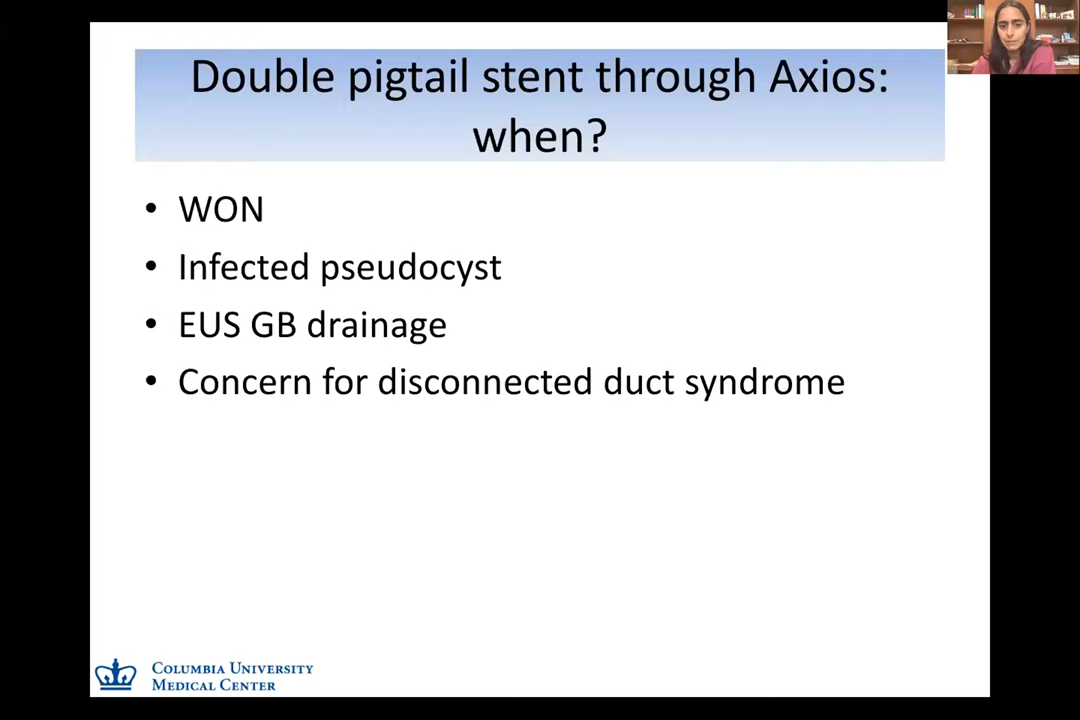 Double pigtail stent through Axios:
when?
• WON
• Infected pseudocyst
• EUS GB drainage
• Concern for disconnected duct syndrome
COLUMBIA UNIVERSITY
MEDICAL CENTER